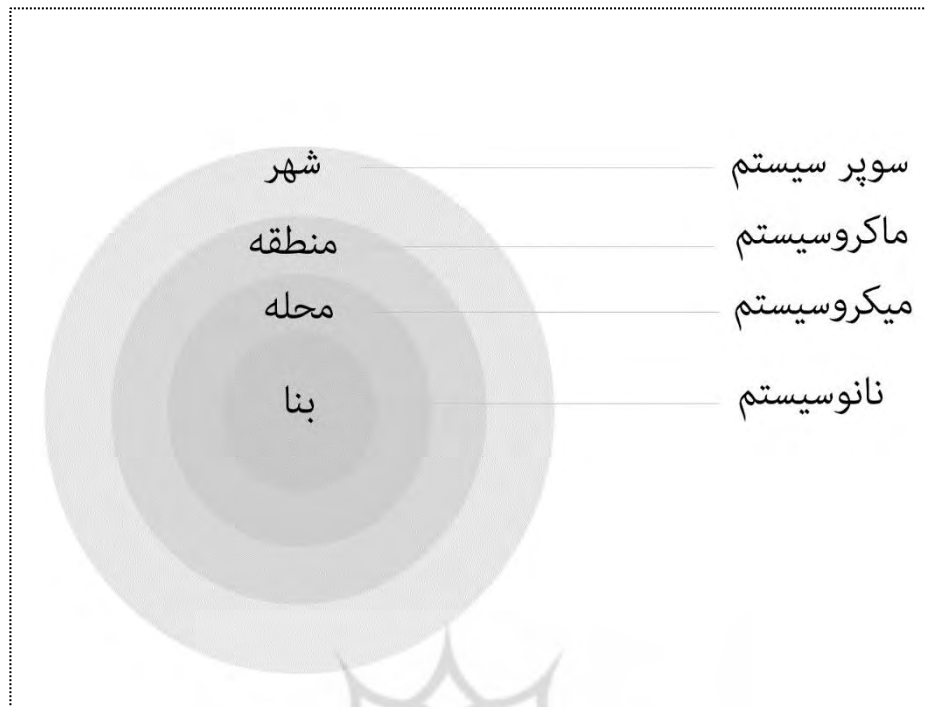 شهر
سوپر سیستم
منطقه
ماکروسیستم
محله
میکروسیستم
بنا
نانوسیستم